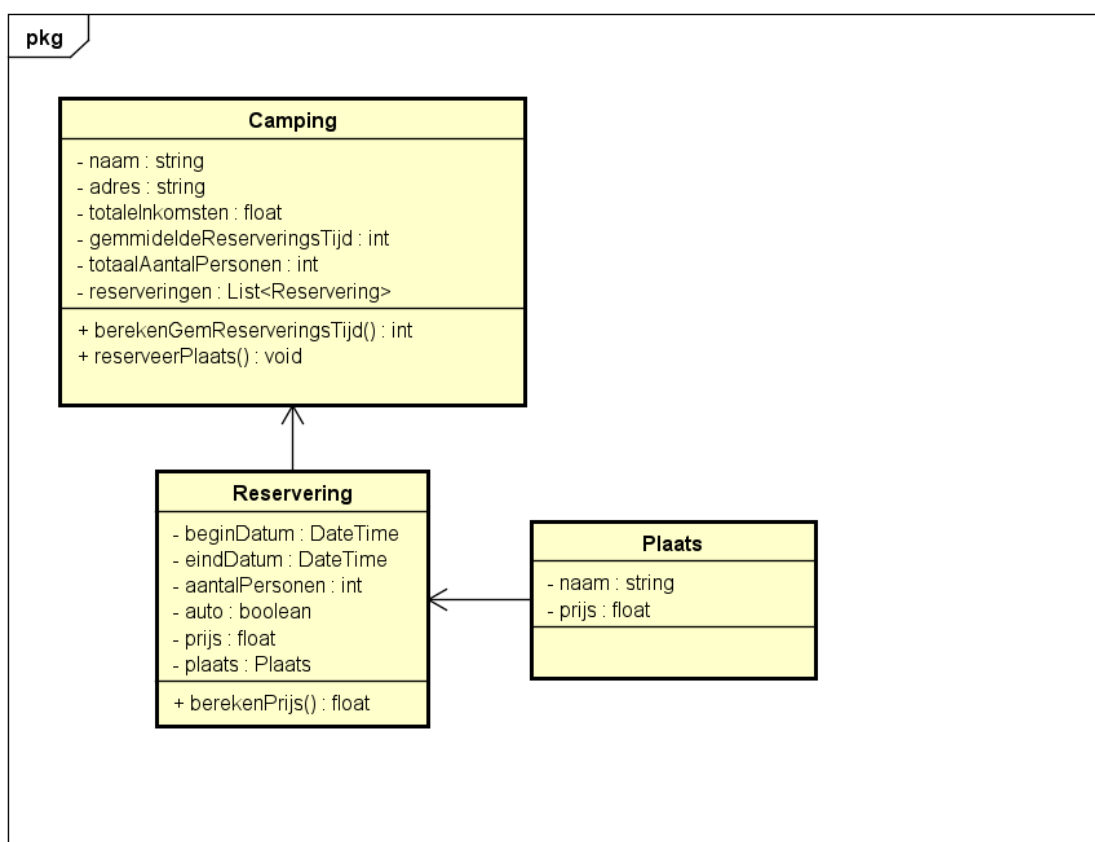 pkg
Camping
- naam : string
- adres : string
- totaleInkomsten : float
- gemmideldeReserveringsTijd : int
- totaalAantalPersonen : int
- reserveringen : List<Reservering>
+ berekenGemReserveringsTijd() : int
+ reserveerPlaats() : void
Reservering
- beginDatum : DateTime
- eindDatum : DateTime
- aantalPersonen : int
- auto : boolean
- prijs : float
- plaats : Plaats
+ berekenPrijs() : float
Plaats
- naam : string
- prijs : float